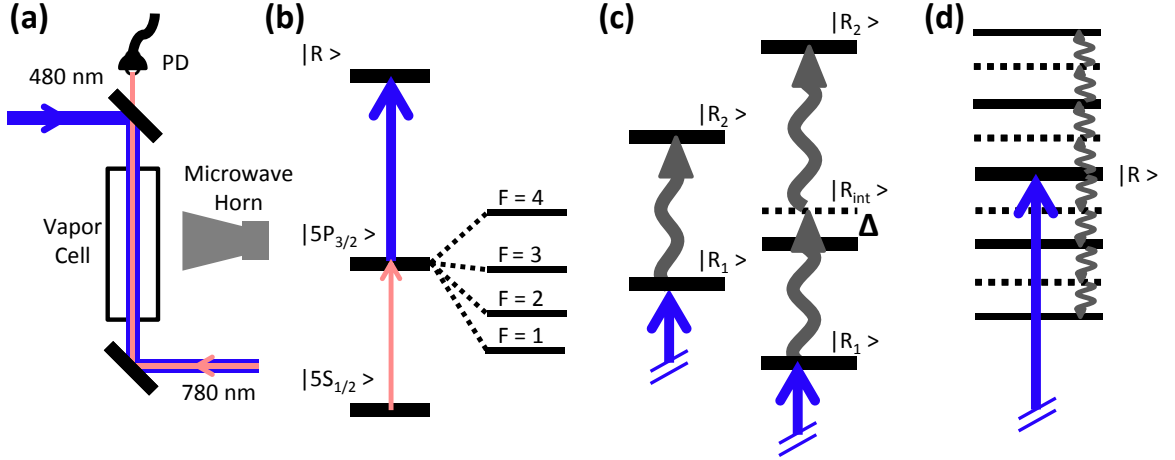 (a)
PD
480 nm
Microwave
Horn
Vapor
Cell
780 nm
(b)
|R >
|5P3/2 >
F = 4
F = 3
F = 2
F = 1
|5S1/2 >
(c)
|R2 >
|R1 >
|R2 >
|Rint >
Δ
|R1 >
(d)
|R >